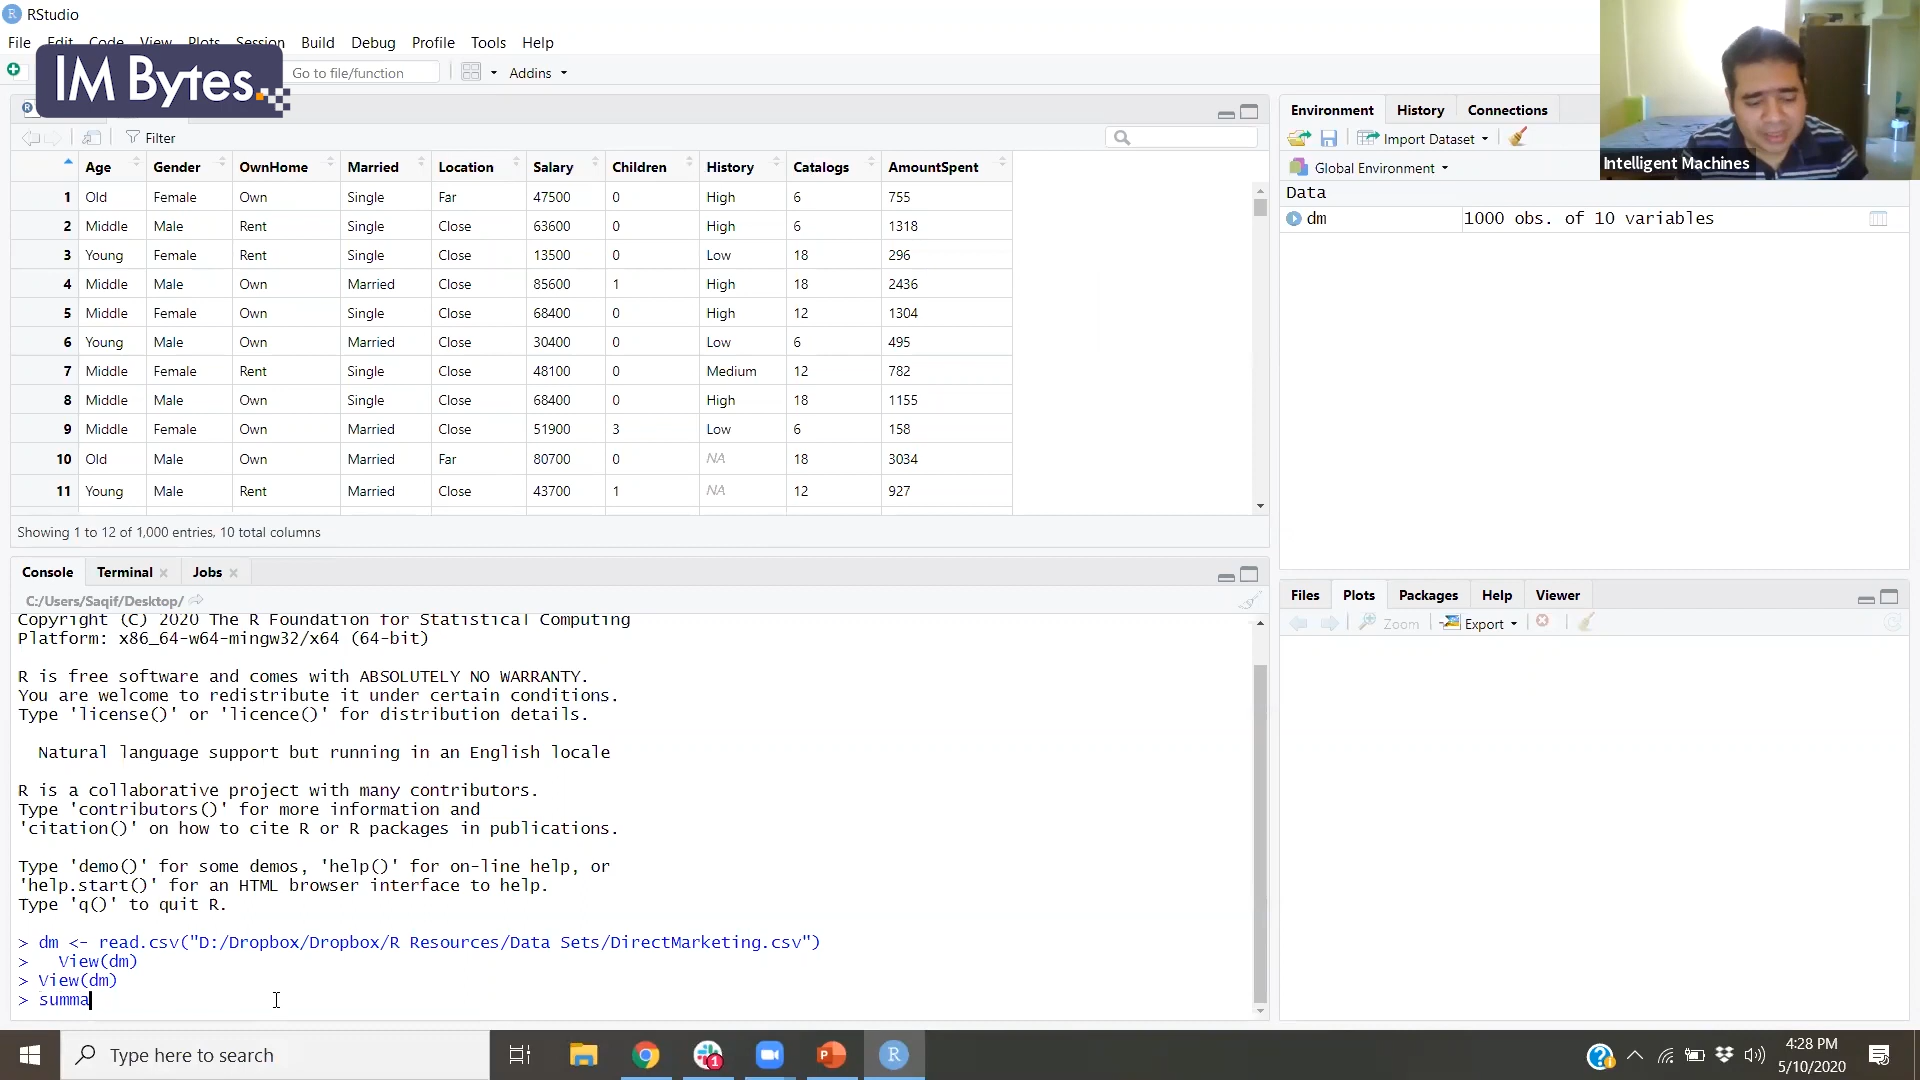 RStudio
File Edit Code View Plots Session Build Debug Profile Tools Help
IM Bytes.
Go to file/function
Addins
Filter
Age Gender OwnHome Married Location Salary Children History Catalogs AmountSpent
1 Old Female Own Single Far 47500 0 High 6 755
2 Middle Male Rent Single Close 63600 0 High 6 1318
3 Young Female Rent Single Close 13500 0 Low 18 296
4 Middle Male Own Married Close 85600 1 High 18 2436
5 Middle Female Own Single Close 68400 0 High 12 1304
6 Young Male Own Married Close 30400 0 Low 6 495
7 Middle Female Rent Single Close 48100 0 Medium 12 782
8 Middle Male Own Single Close 68400 0 High 18 1155
9 Middle Female Own Married Close 51900 3 Low 6 158
10 Old Male Own Married Far 80700 0 NA 18 3034
11 Young Male Rent Married Close 43700 1 NA 12 927
Showing 1 to 12 of 1,000 entries, 10 total columns
Console Terminal Jobs
C:/Users/Saqif/Desktop/
Copyright (C) 2020 The R Foundation for Statistical Computing
Platform: x86_64-w64-mingw32/x64 (64-bit)
R is free software and comes with ABSOLUTELY NO WARRANTY.
You are welcome to redistribute it under certain conditions.
Type 'license()' or 'licence()' for distribution details.
Natural language support but running in an English locale
R is a collaborative project with many contributors.
Type 'contributors()' for more information and
'citation()' on how to cite R or R packages in publications.
Type 'demo()' for some demos, 'help()' for on-line help, or
'help.start()' for an HTML browser interface to help.
Type 'q()' to quit R.
> dm <- read.csv("D:/Dropbox/Dropbox/R Resources/Data Sets/DirectMarketing.csv")
> View(dm)
> View(dm)
> summa
Environment History Connections
Import Dataset
Global Environment
Data
dm 1000 obs. of 10 variables
Intelligent Machines
Files Plots Packages Help Viewer
Zoom Export
Type here to search
4:28 PM
5/10/2020